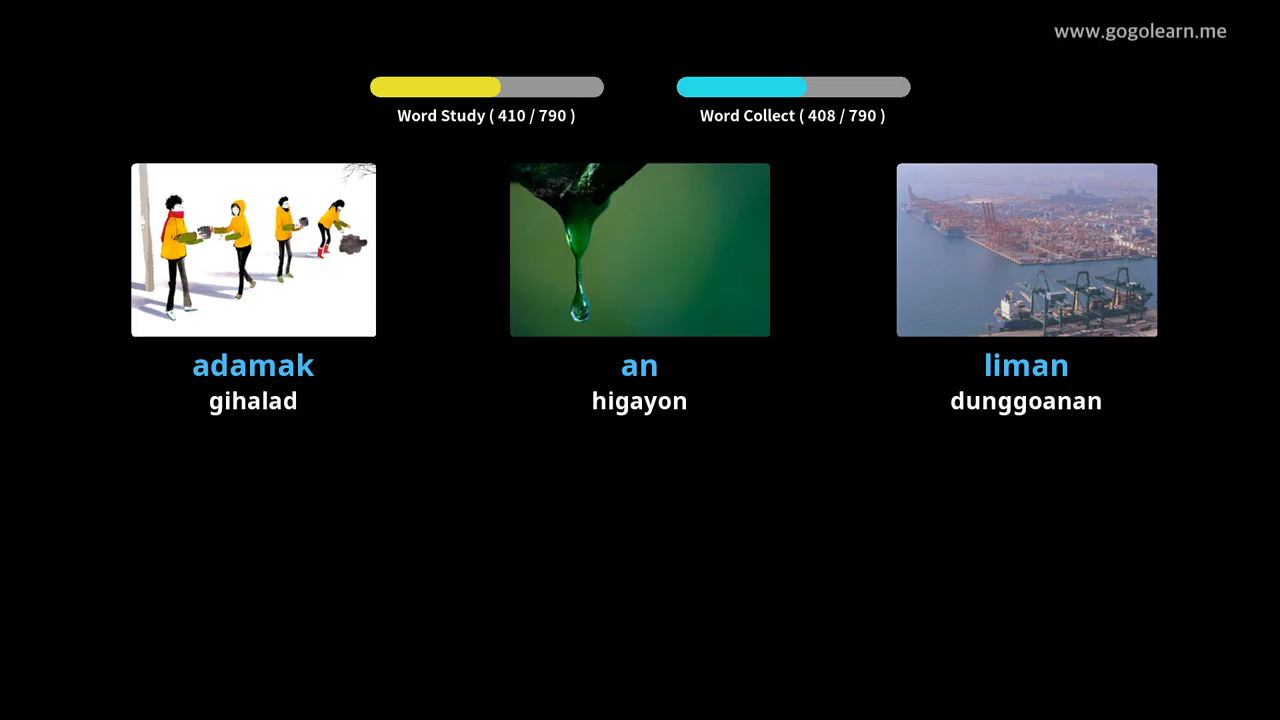 www.gogolearn.me
Word Study ( 410 / 790 )
Word Collect ( 408 / 790 )
adamak
gihalad
an
higayon
liman
dunggoanan